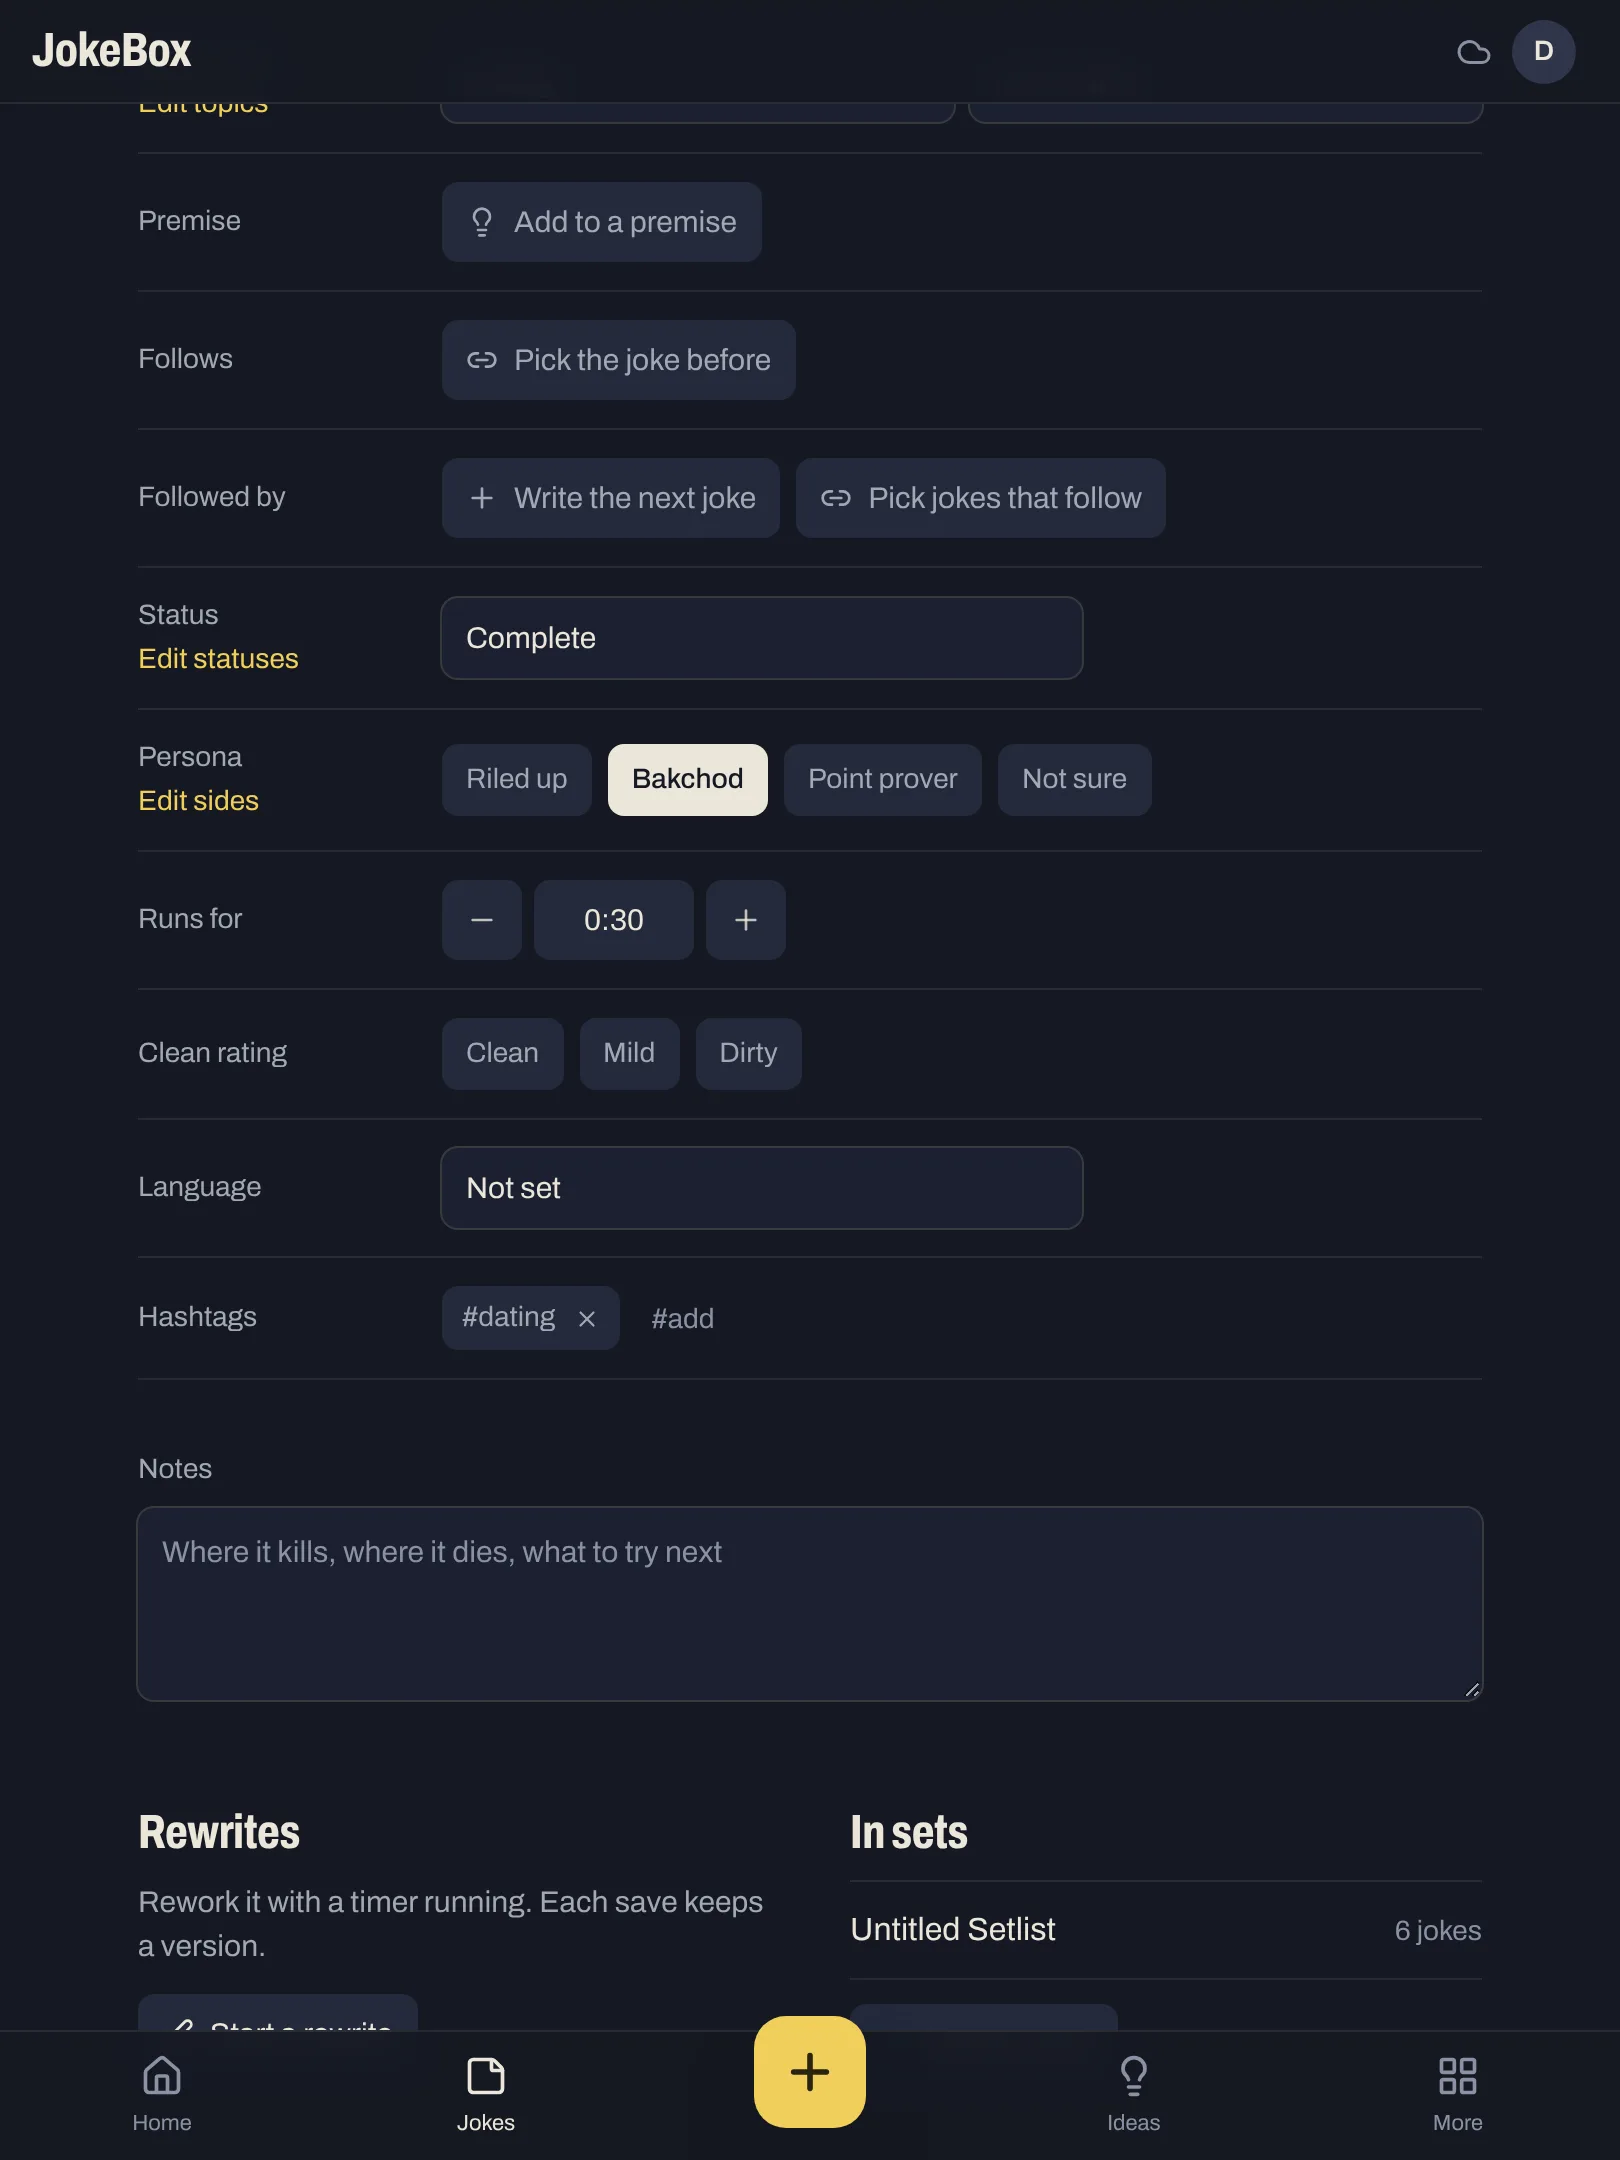 JokeBox
D
Edit topics
Premise
Add to a premise
Follows
Pick the joke before
Followed by
Write the next joke
Pick jokes that follow
Status
Edit statuses
Complete
Persona
Edit sides
Riled up
Bakchod
Point prover
Not sure
Runs for
0:30
Clean rating
Clean
Mild
Dirty
Language
Not set
Hashtags
#dating
#add
Notes
Where it kills, where it dies, what to try next
Rewrites
Rework it with a timer running. Each save keeps
a version.
Start a rewrite
In sets
Untitled Setlist
6 jokes
Home
Jokes
Ideas
More